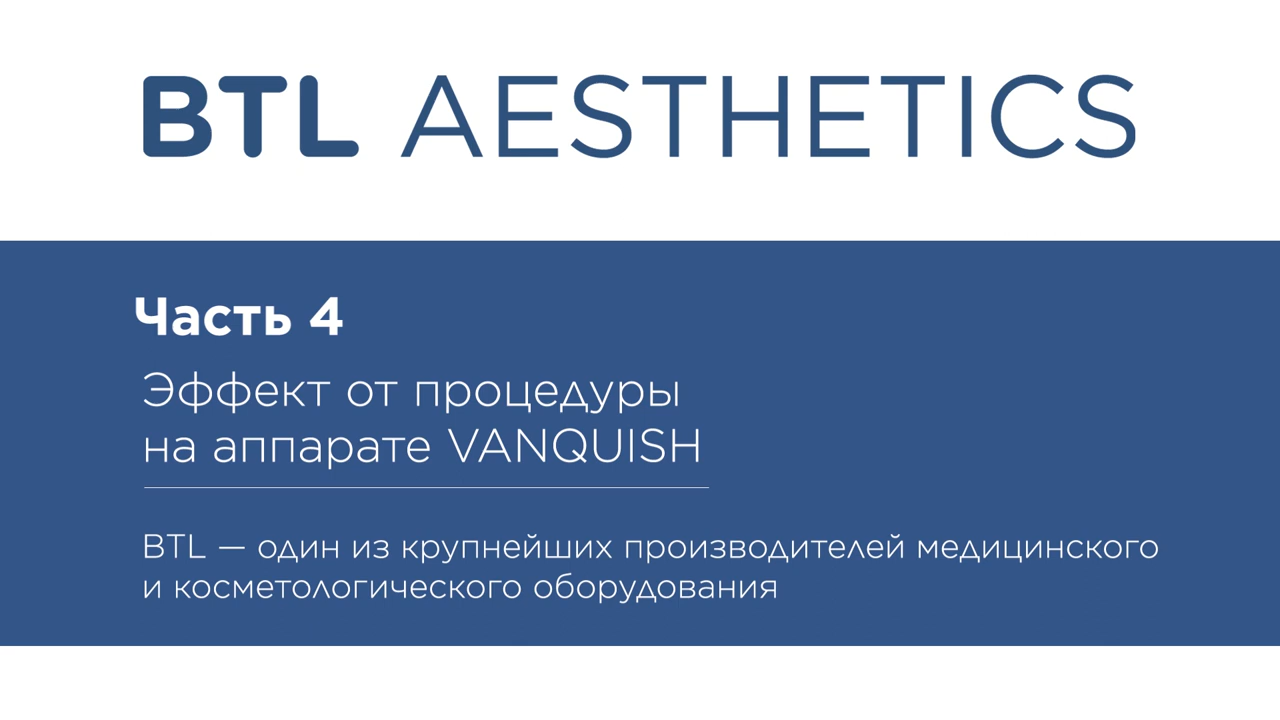 BTL AESTHETICS
Часть 4
Эффект от процедуры
на аппарате VANQUISH
BTL — один из крупнейших производителей медицинского
и косметологического оборудования